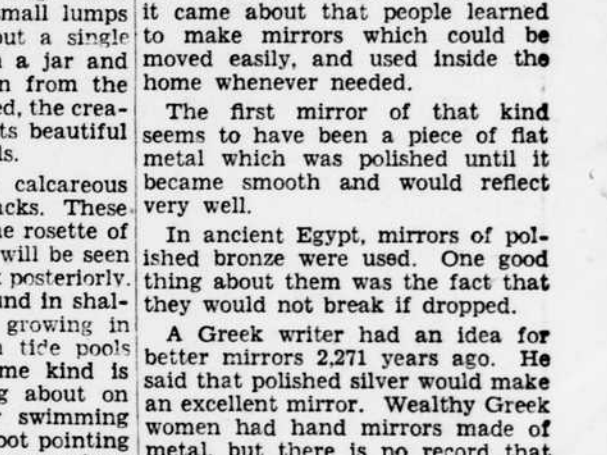 mall lumps
out a single
a jar and
n from the
ed, the crea-
ts beautiful
ls.
calcareous
acks. These
e rosette of
will be seen
posteriorly.
und in shal-
growing in
tide pools
me kind is
g about on
swimming
oot pointing
it came about that people learned
to make mirrors which could be
moved easily, and used inside the
home whenever needed.
The first mirror of that kind
seems to have been a piece of flat
metal which was polished until it
became smooth and would reflect
very well.
In ancient Egypt, mirrors of pol-
ished bronze were used. One good
thing about them was the fact that
they would not break if dropped.
A Greek writer had an idea for
better mirrors 2,271 years ago. He
said that polished silver would make
an excellent mirror. Wealthy Greek
women had hand mirrors made of
metal, but there is no record that